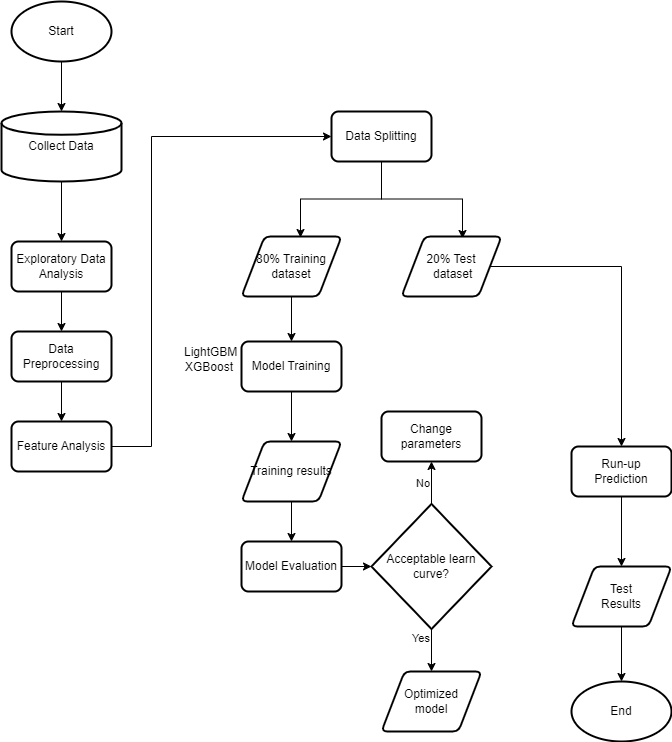 Start
Collect Data
Exploratory Data
Analysis
Data
Preprocessing
Feature Analysis
Data Splitting
80% Training
dataset
20% Test
dataset
LightGBM
XGBoost
Model Training
Training results
Model Evaluation
Change
parameters
No
Acceptable learn
curve?
Yes
Optimized
model
Run-up
Prediction
Test
Results
End